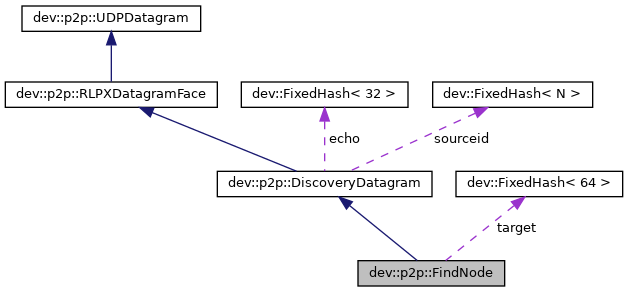 dev::p2p::UDPDatagram
dev::p2p::RLPXDatagramFace
dev::FixedHash< 32 >
dev::FixedHash< N >
echo
sourceid
dev::p2p::DiscoveryDatagram
dev::FixedHash< 64 >
target
dev::p2p::FindNode